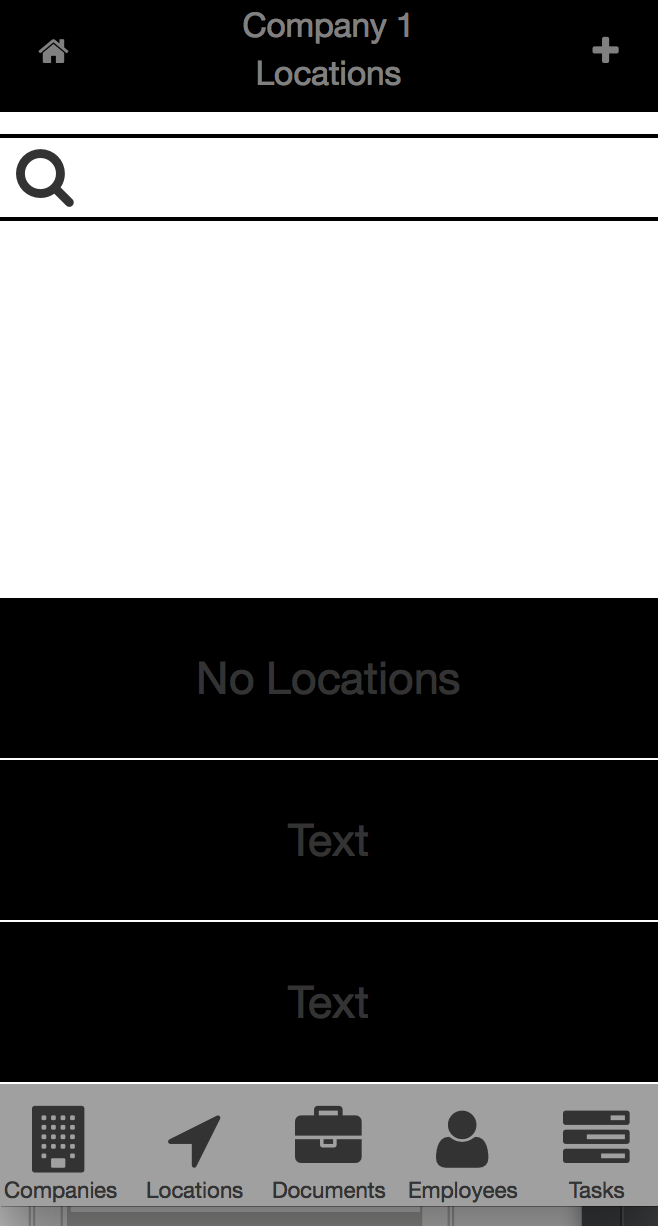 Company 1
Locations
No Locations
Text
Text
Companies Locations Documents Employees Tasks